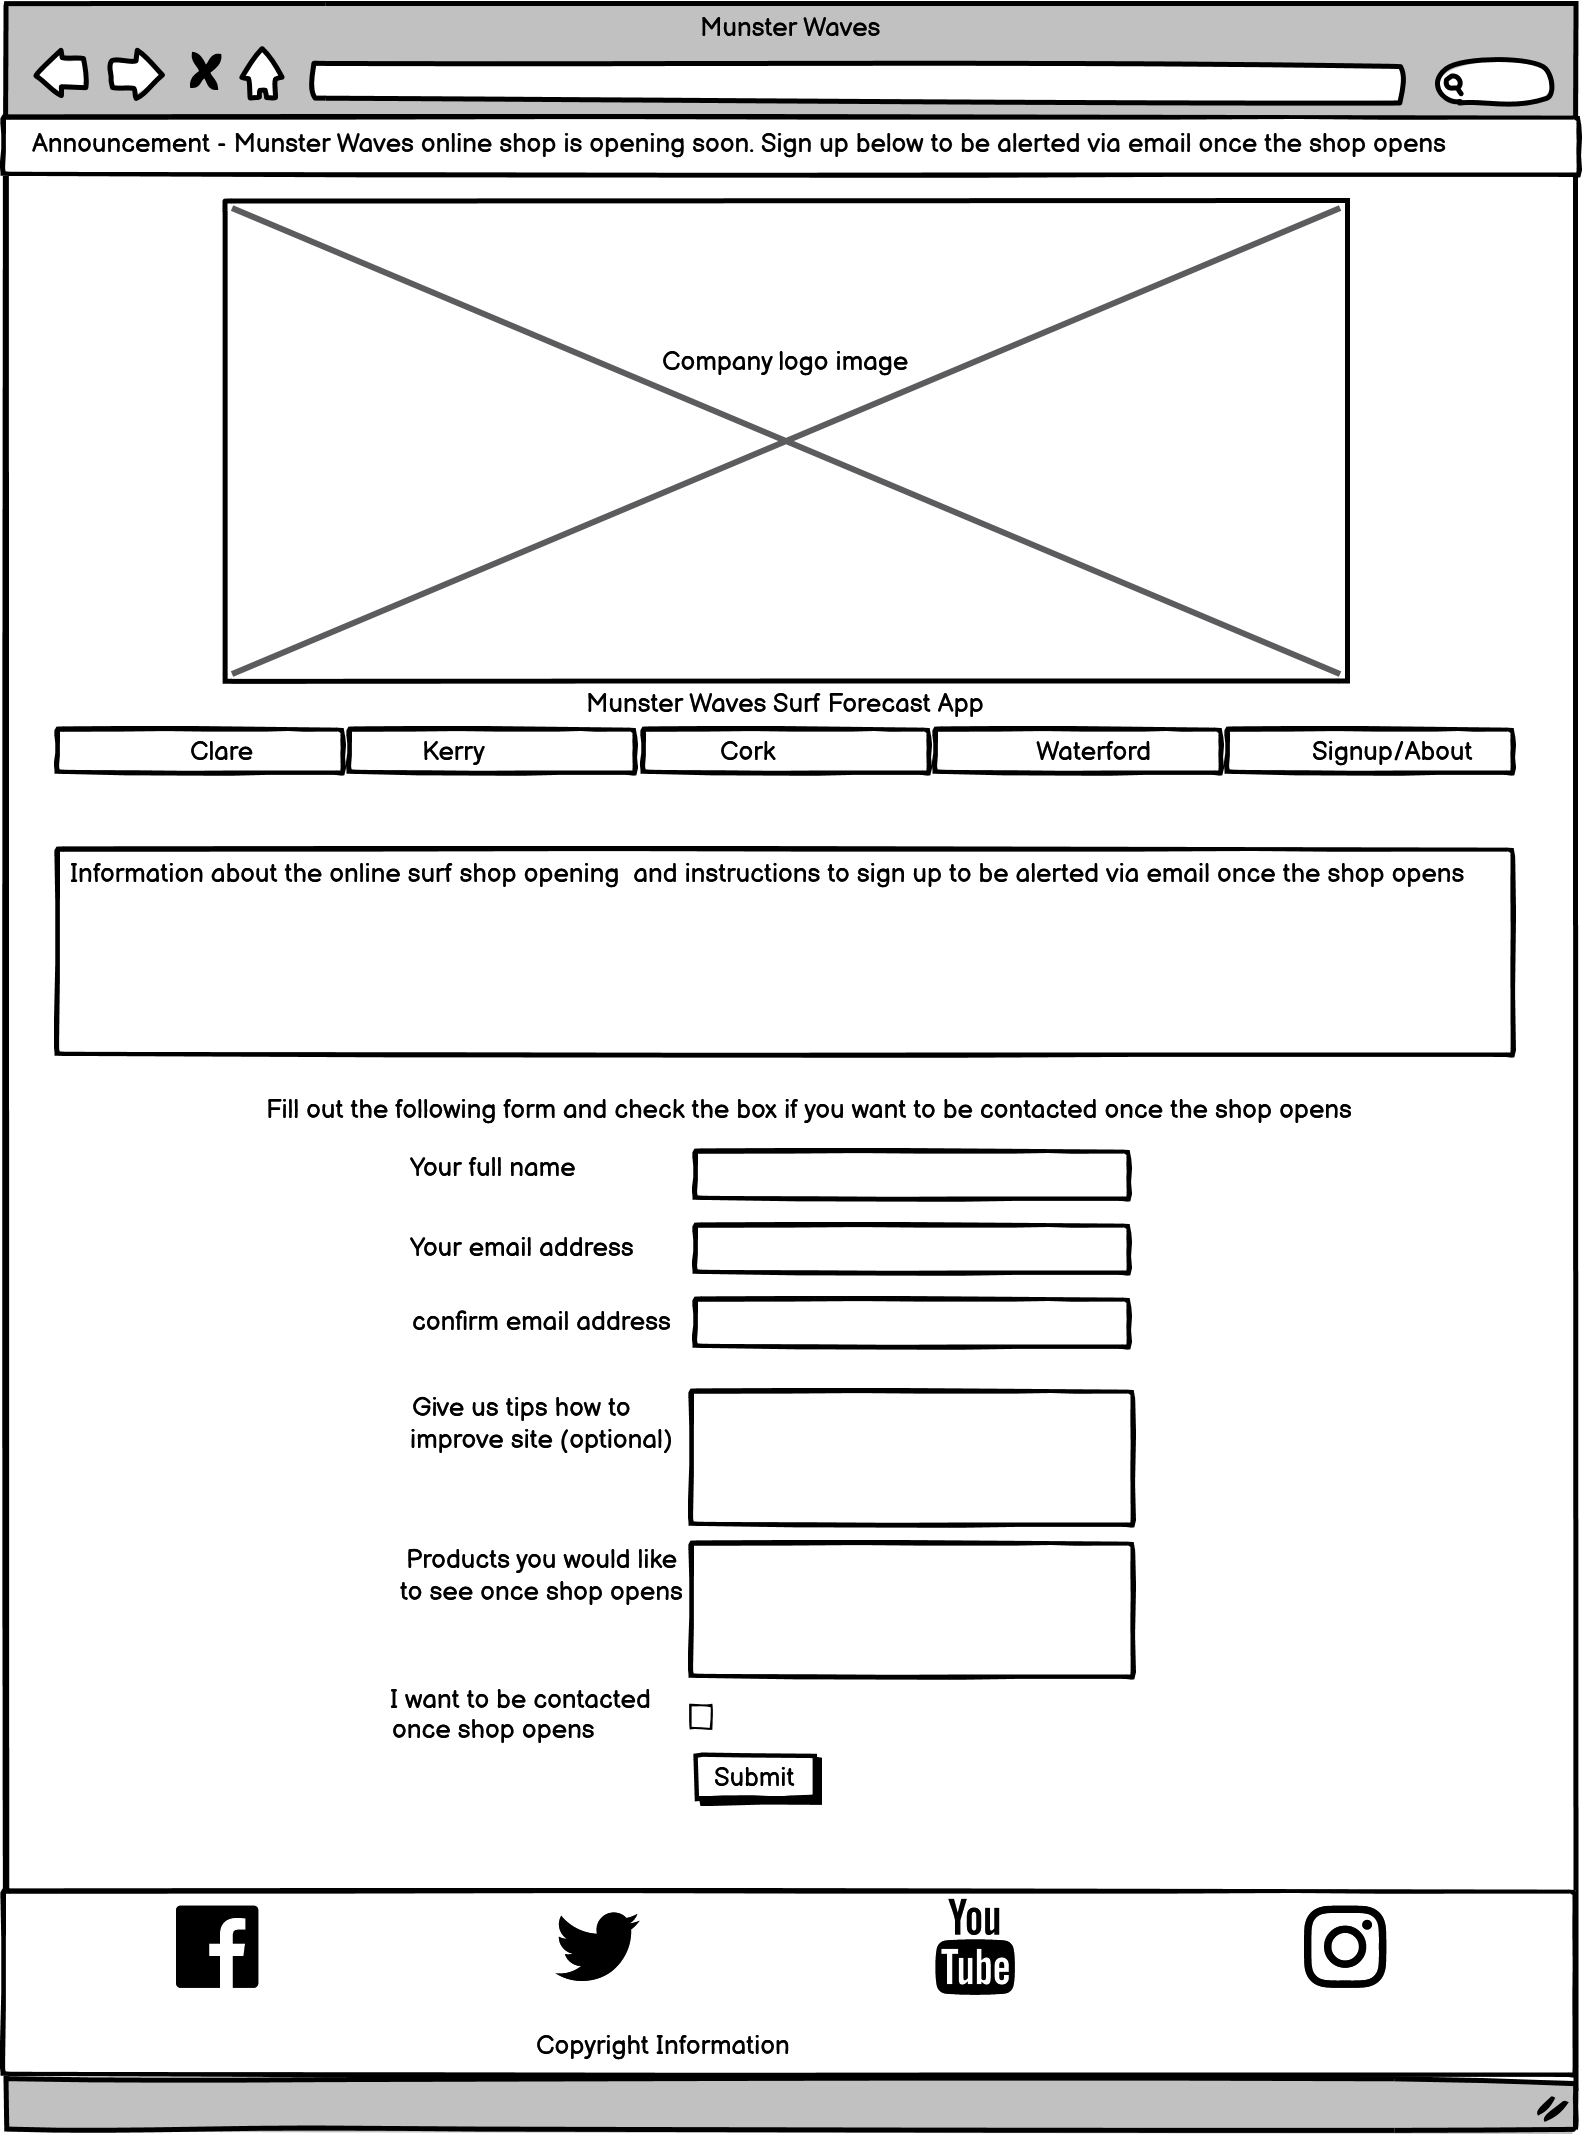 Munster Waves
Announcement - Munster Waves online shop is opening soon. Sign up below to be alerted via email once the shop opens
Company logo image
Munster Waves Surf Forecast App
Clare Kerry Cork Waterford Signup/About
Information about the online surf shop opening  and instructions to sign up to be alerted via email once the shop opens
Fill out the following form and check the box if you want to be contacted once the shop opens
Your full name
Your email address
confirm email address
Give us tips how to
improve site (optional)
Products you would like
to see once shop opens
I want to be contacted
once shop opens
Submit
You
Tube
Copyright Information